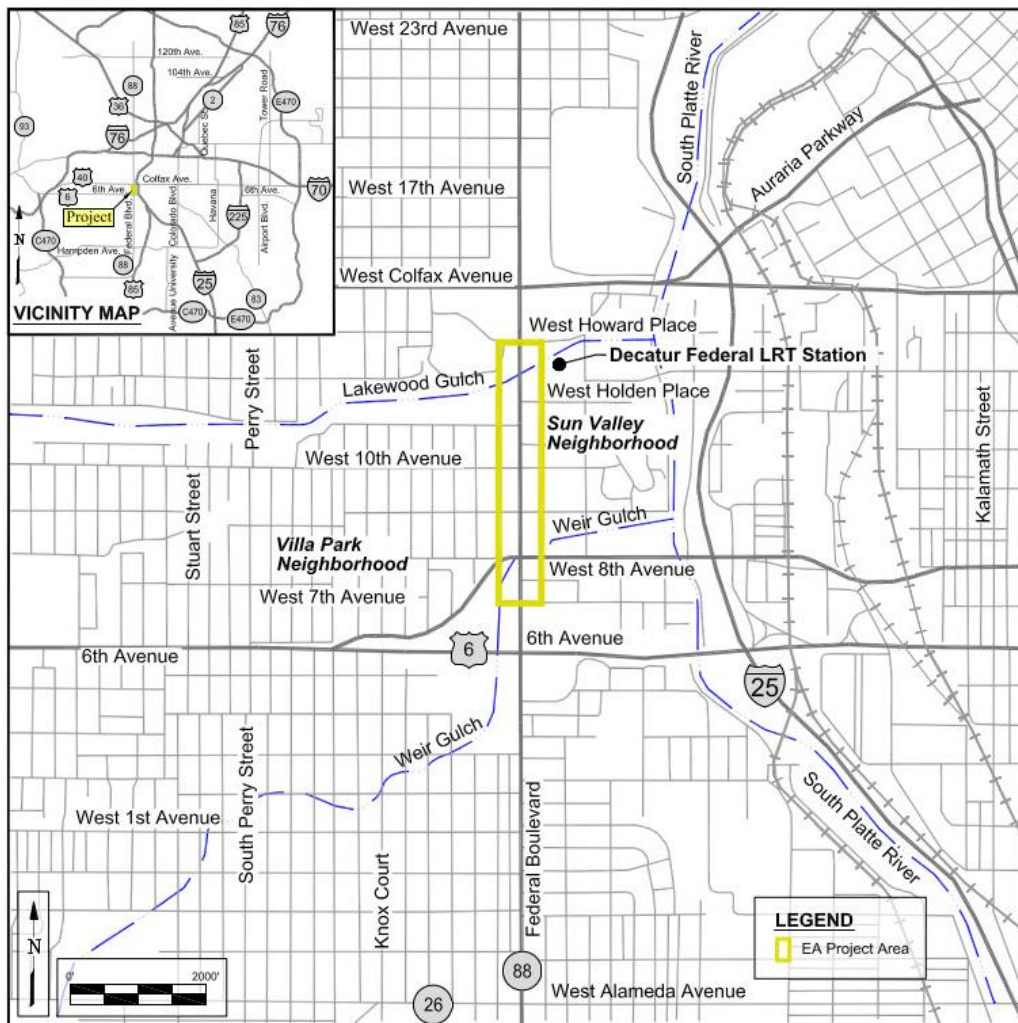 West 23rd Avenue
85
76
120th Ave.
104th Ave.
88
2
Tower Road
E470
36
Quebec St
93
76
40
Colfax Ave.
6th Ave.
6th Ave.
70
6
Project
Federal Blvd.
Colorado Blvd
Havana
225
Airport Blvd.
N
C470
Hampden Ave.
88
University
Avenue
25
85
83
C470
E470
VICINITY MAP
South Platte River
Auraria Parkway
West 17th Avenue
West Colfax Avenue
West Howard Place
Decatur Federal LRT Station
Lakewood Gulch
Perry Street
West Holden Place
Sun Valley
Neighborhood
West 10th Avenue
Kalamath Street
Stuart Street
Weir Gulch
Villa Park
Neighborhood
West 8th Avenue
West 7th Avenue
6th Avenue
6
6th Avenue
25
Weir Gulch
South Perry Street
West 1st Avenue
Knox Court
Federal Boulevard
South Platte River
LEGEND
EA Project Area
N
0'
2000'
88
26
West Alameda Avenue